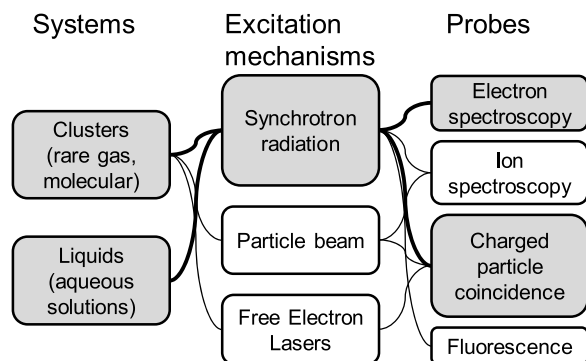 Systems
Excitation
mechanisms
Probes
Clusters
(rare gas,
molecular)
Liquids
(aqueous
solutions)
Synchrotron
radiation
Particle beam
Free Electron
Lasers
Electron
spectroscopy
Ion
spectroscopy
Charged
particle
coincidence
Fluorescence